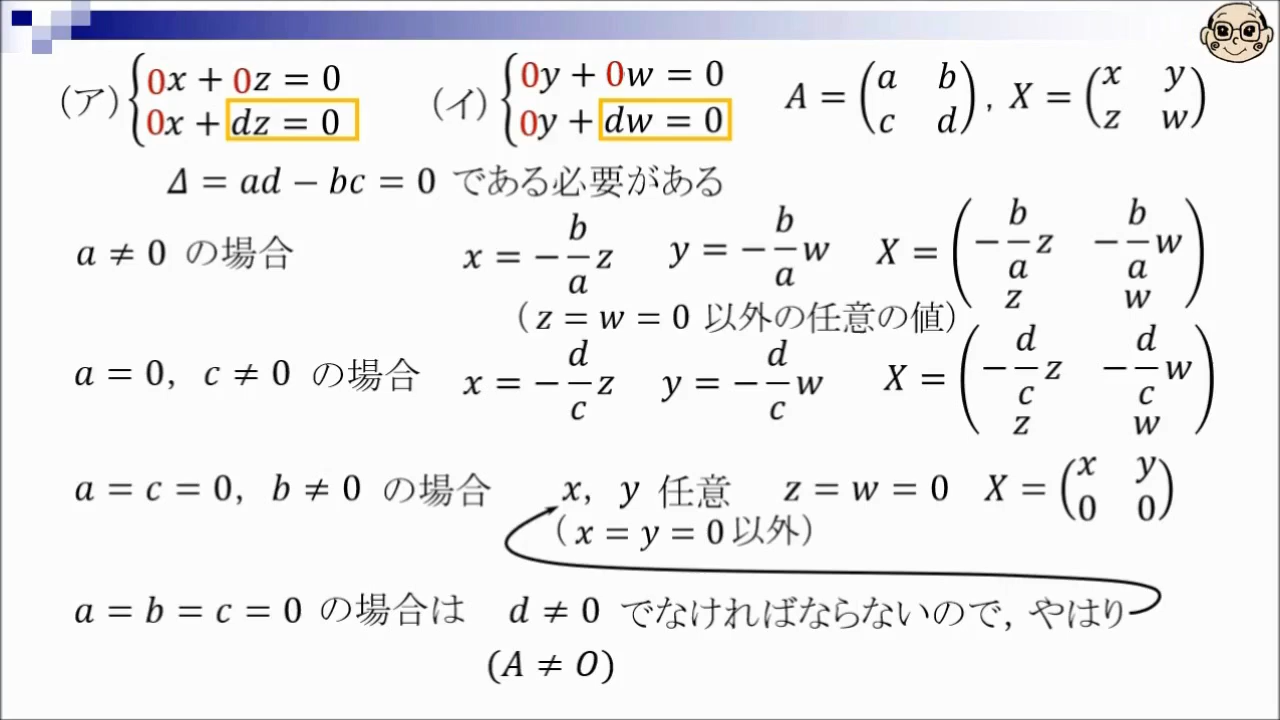 (ア) { 0x + 0z = 0 (イ) { 0y + 0w = 0 A = (a b c d), X = (x y z w)
0x + dz = 0 0y + dw = 0
Δ = ad − bc = 0 である必要がある
a ≠ 0 の場合 x = −b/a z y = −b/a w X = (−b/a z −b/a w z w)
(z = w = 0 以外の任意の値)
a = 0, c ≠ 0 の場合 x = −d/c z y = −d/c w X = (−d/c z −d/c w z w)
a = c = 0, b ≠ 0 の場合 x, y 任意 z = w = 0 X = (x y 0 0)
(x = y = 0 以外)
a = b = c = 0 の場合は d ≠ 0 でなければならないので, やはり
(A ≠ O)